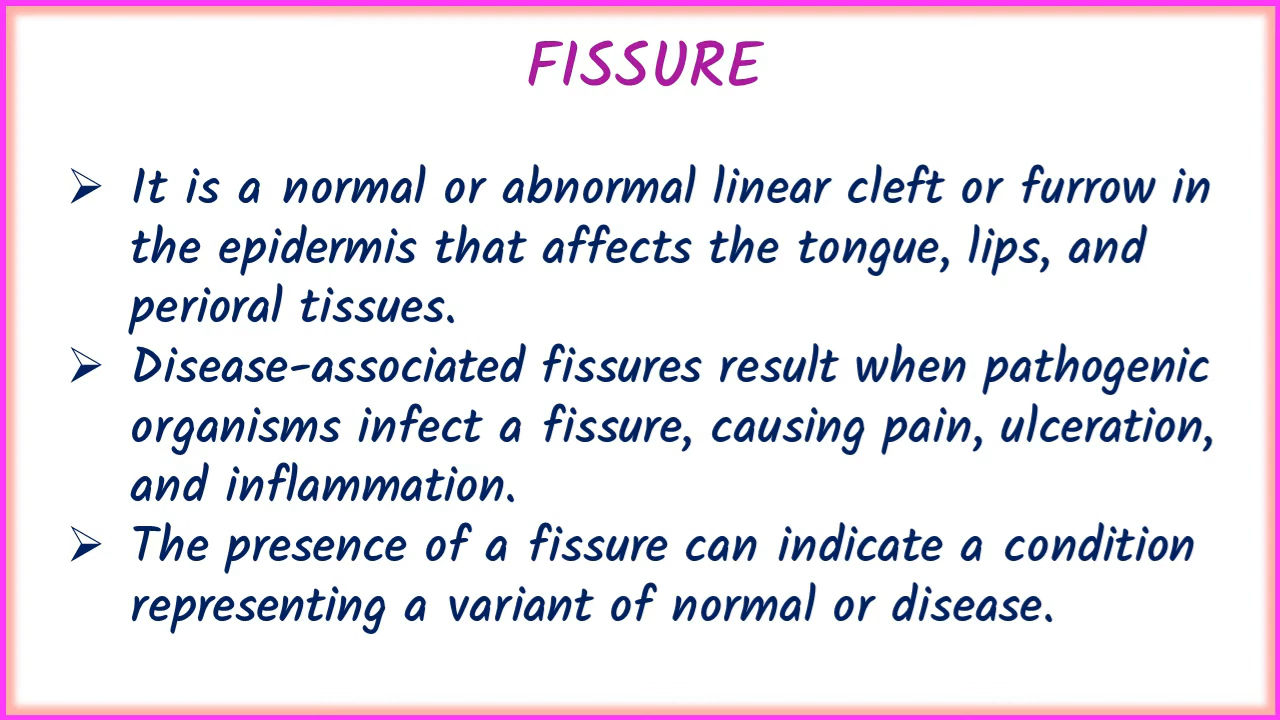 FISSURE
➢ It is a normal or abnormal linear cleft or furrow in
the epidermis that affects the tongue, lips, and
perioral tissues.
➢ Disease-associated fissures result when pathogenic
organisms infect a fissure, causing pain, ulceration,
and inflammation.
➢ The presence of a fissure can indicate a condition
representing a variant of normal or disease.